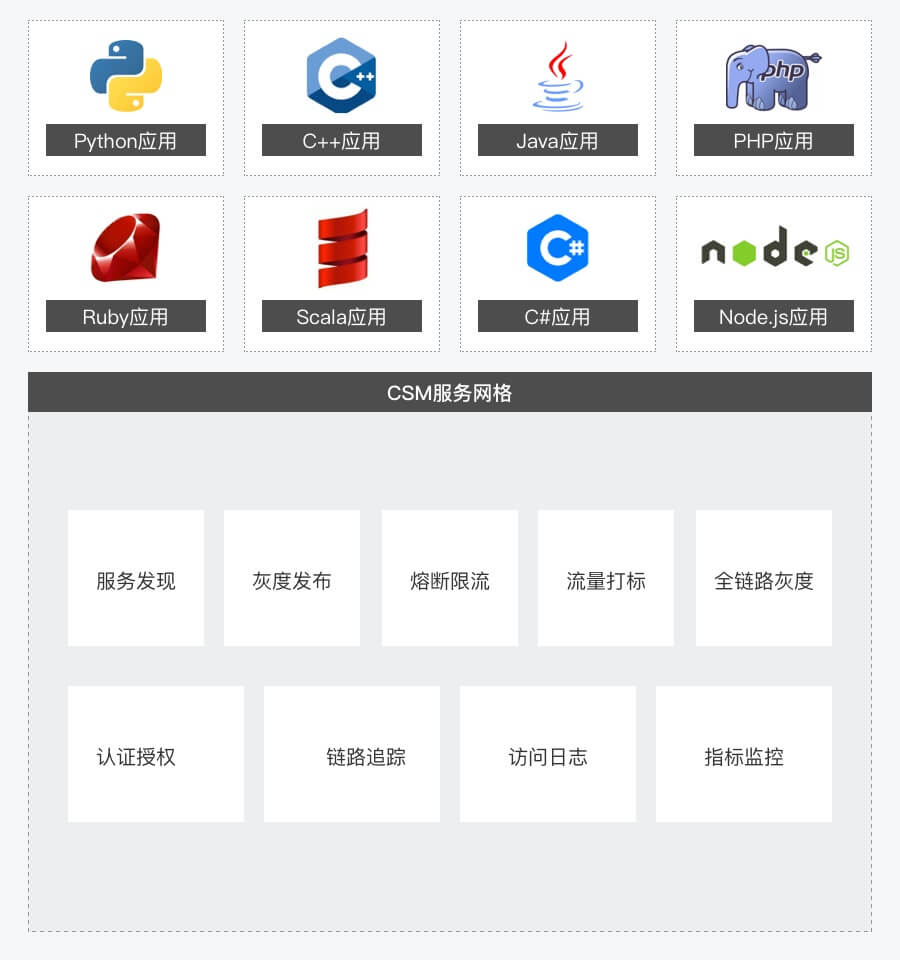 ++
php
Python应用
C++应用
Java应用
PHP应用
#
node JS
Ruby应用
Scala应用
C#应用
Node.js应用
CSM服务网格
服务发现
灰度发布
熔断限流
流量打标
全链路灰度
认证授权
链路追踪
访问日志
指标监控